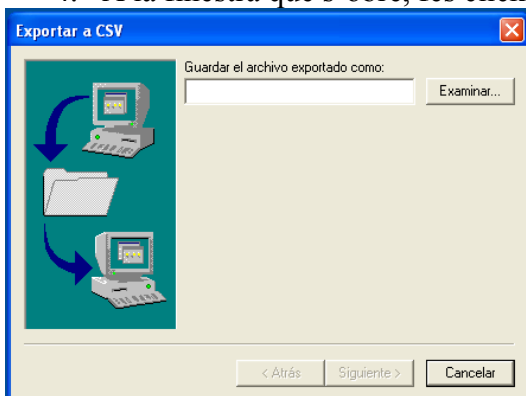 Exportar a CSV
Guardar el archivo exportado como:
Examinar...
< Atrás
Siguiente >
Cancelar